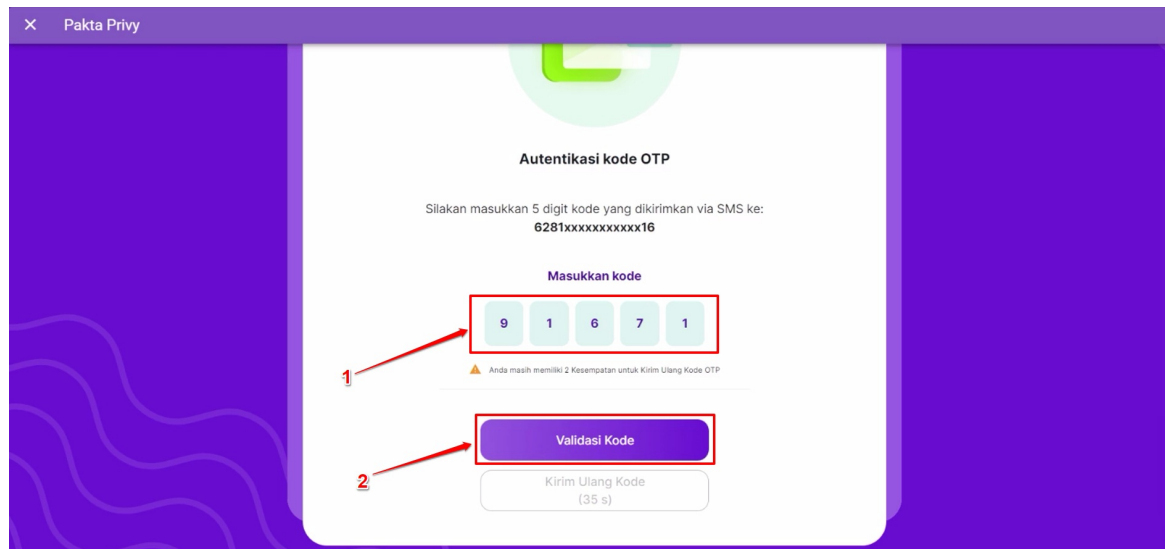 × Pakta Privy
Autentikasi kode OTP
Silakan masukkan 5 digit kode yang dikirimkan via SMS ke:
6281xxxxxxxxxxx16
Masukkan kode
9 1 6 7 1
1
Anda masih memiliki 2 Kesempatan untuk Kirim Ulang Kode OTP
Validasi Kode
2
Kirim Ulang Kode
(35 s)